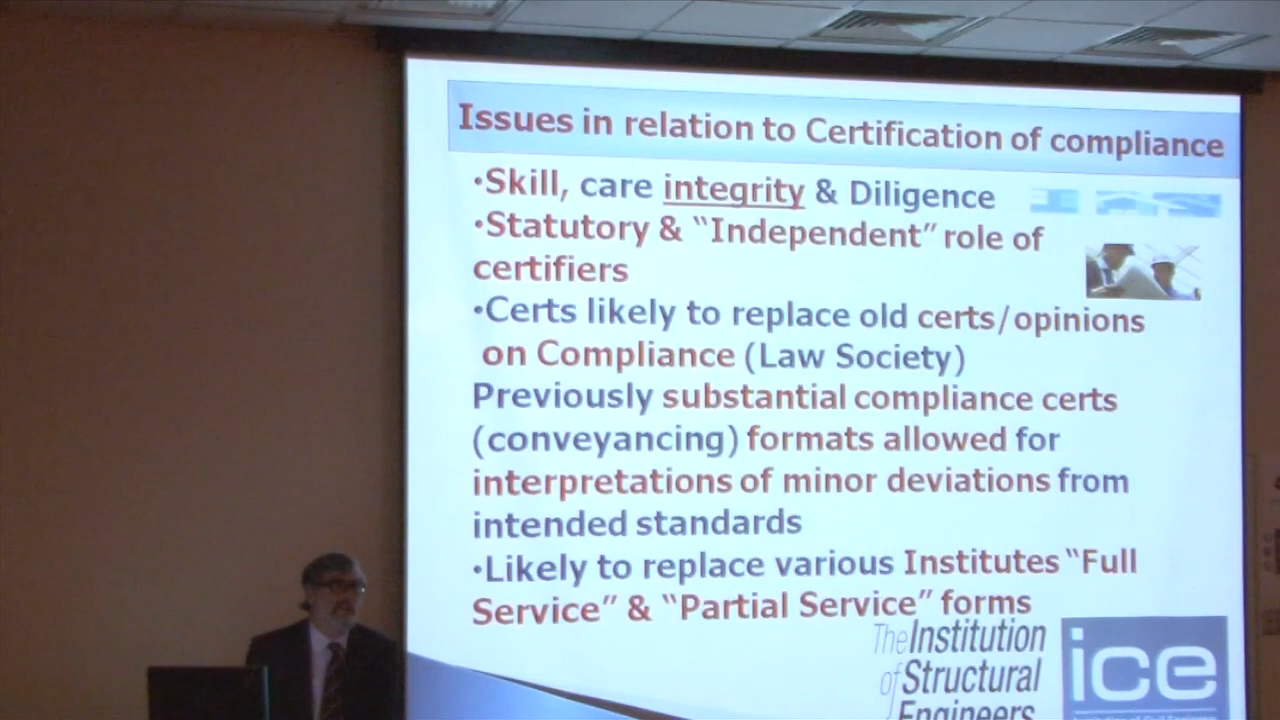 Issues in relation to Certification of compliance
•Skill, care integrity & Diligence
•Statutory & “Independent” role of
certifiers
•Certs likely to replace old certs/opinions
on Compliance (Law Society)
Previously substantial compliance certs
(conveyancing) formats allowed for
interpretations of minor deviations from
intended standards
•Likely to replace various Institutes “Full
Service” & “Partial Service” forms
The Institution
of Structural
Engineers
ice